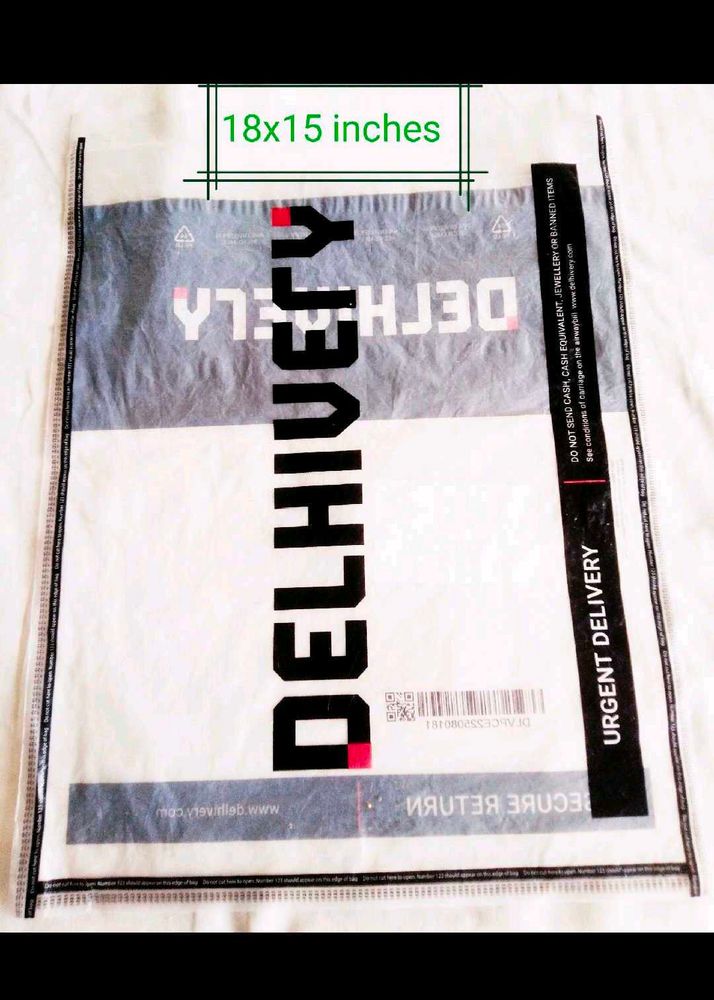 18x15 inches
DELHIVERY
DELHIVERY
DO NOT SEND CASH, CASH EQUIVALENT, JEWELLERY OR BANNED ITEMS
See conditions of carriage on the airwaybill www.delhivery.com
URGENT DELIVERY
DLVPCE3225080181
www.delhivery.com
SECURE RETURN
Do not cut here to open. Number 123 should appear on this edge of bag